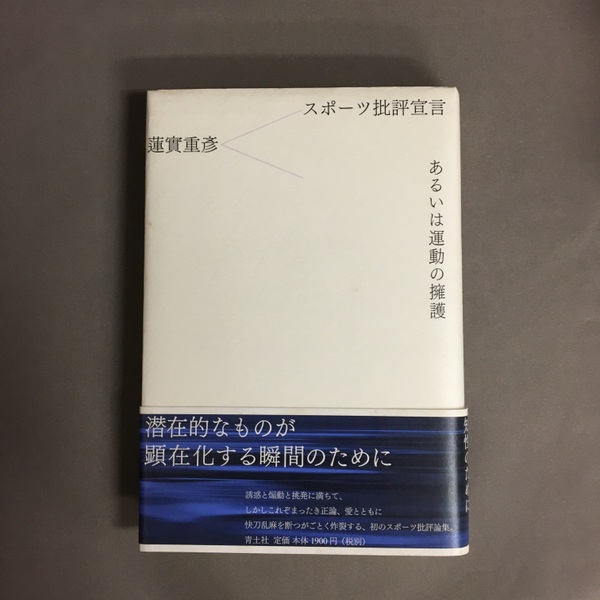 スポーツ批評宣言
蓮實重彦
あるいは運動の擁護
潜在的なものが
顕在化する瞬間のために
誘惑と煽動と挑発に満ちて、
しかしこれぞまったき正論、愛とともに
快刀乱麻を断つがごとく炸裂する、初のスポーツ批評論集。
青土社 定価 本体1900円（税別）